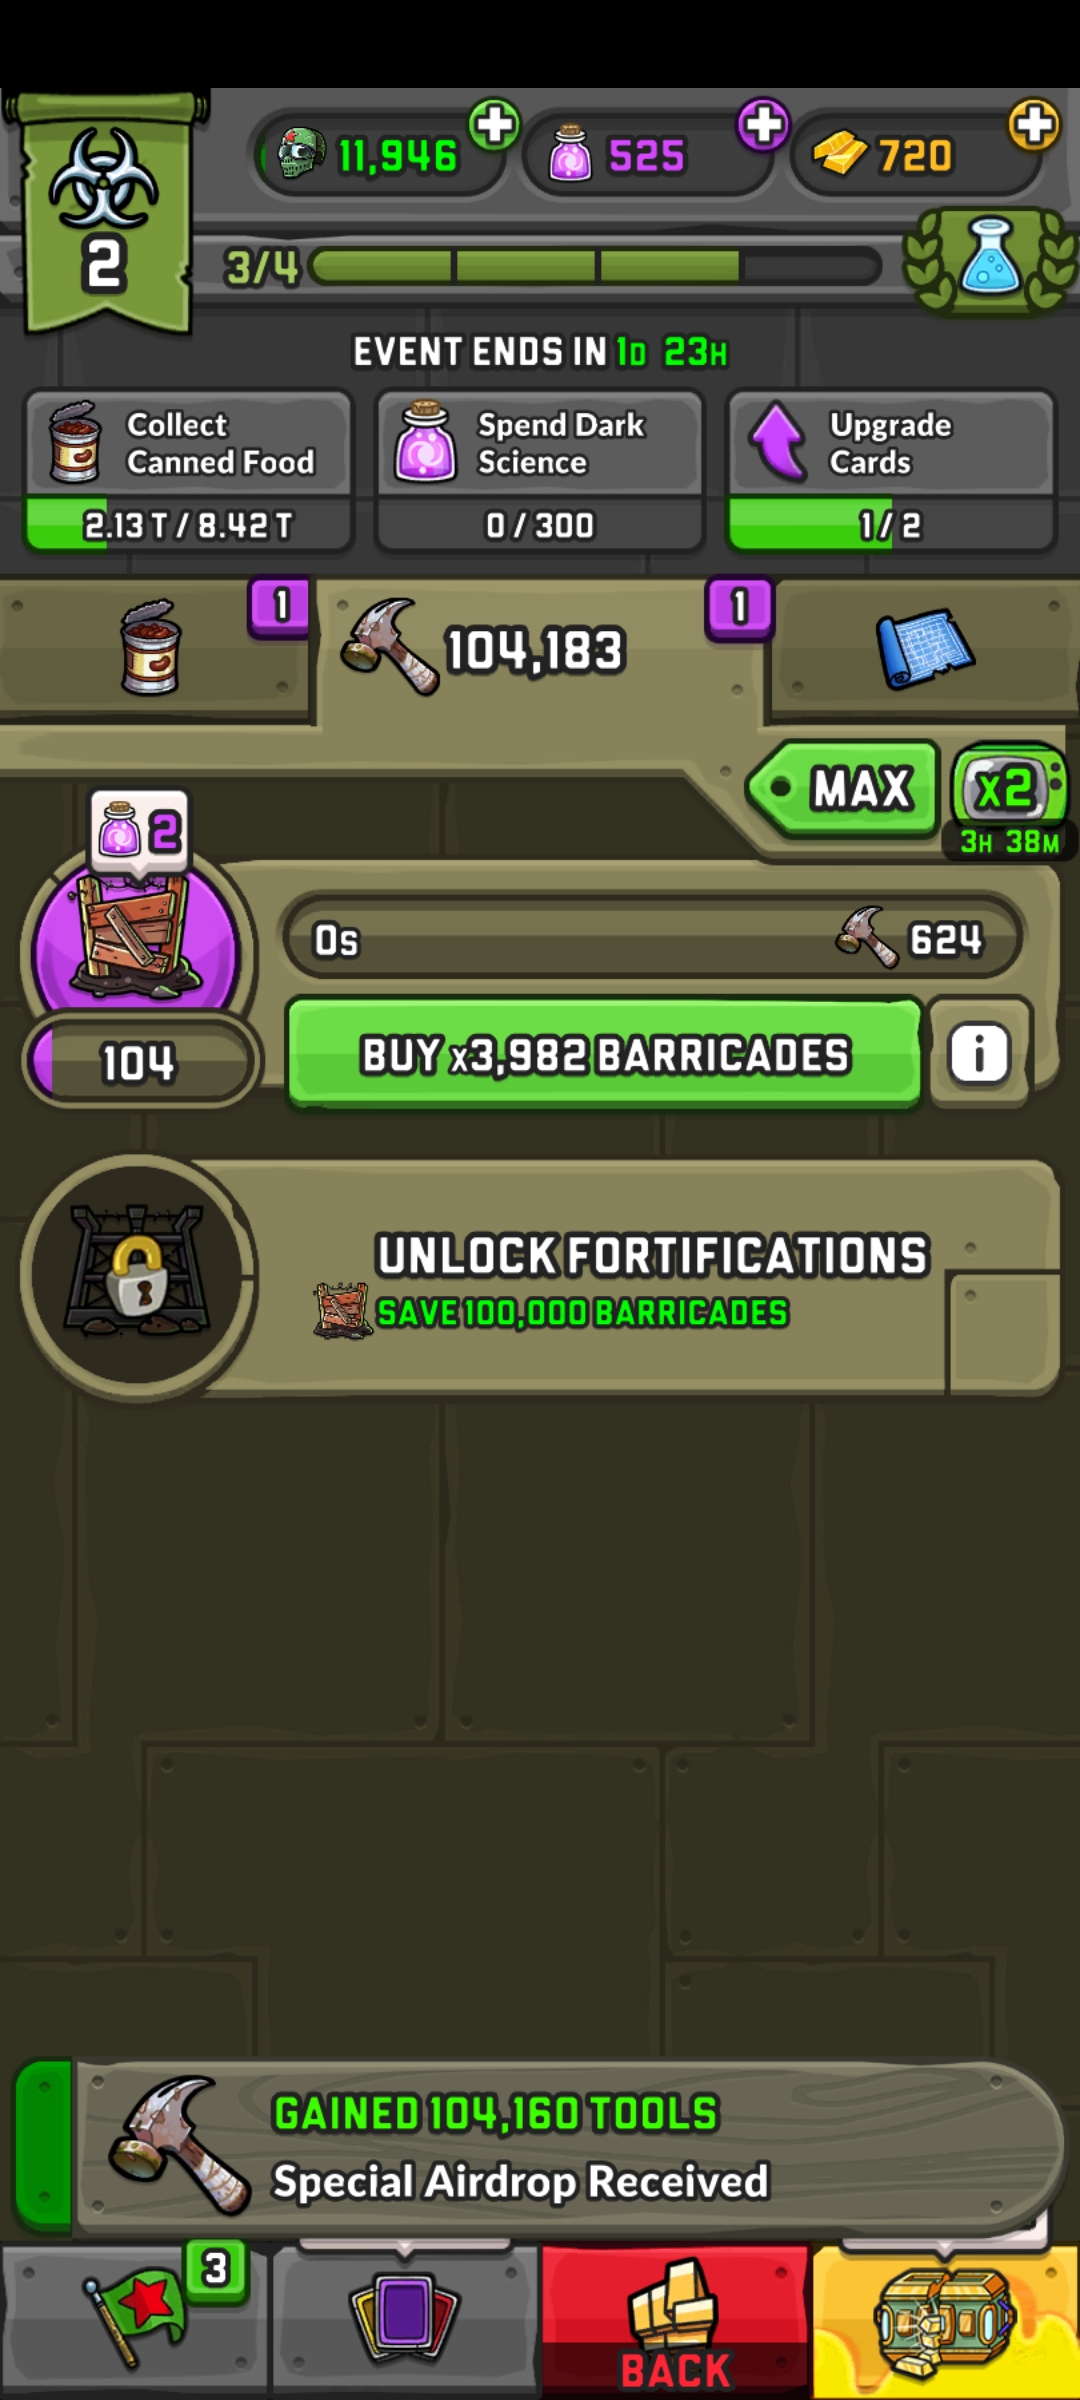 11,946
525
720
2
3/4
EVENT ENDS IN 1D 23H
Collect
Canned Food
2.13 T / 8.42 T
Spend Dark
Science
0 / 300
Upgrade
Cards
1 / 2
1
104,183
1
MAX
x2
3H 38M
2
0s
624
104
BUY x3,982 BARRICADES
i
UNLOCK FORTIFICATIONS
SAVE 100,000 BARRICADES
GAINED 104,160 TOOLS
Special Airdrop Received
3
BACK